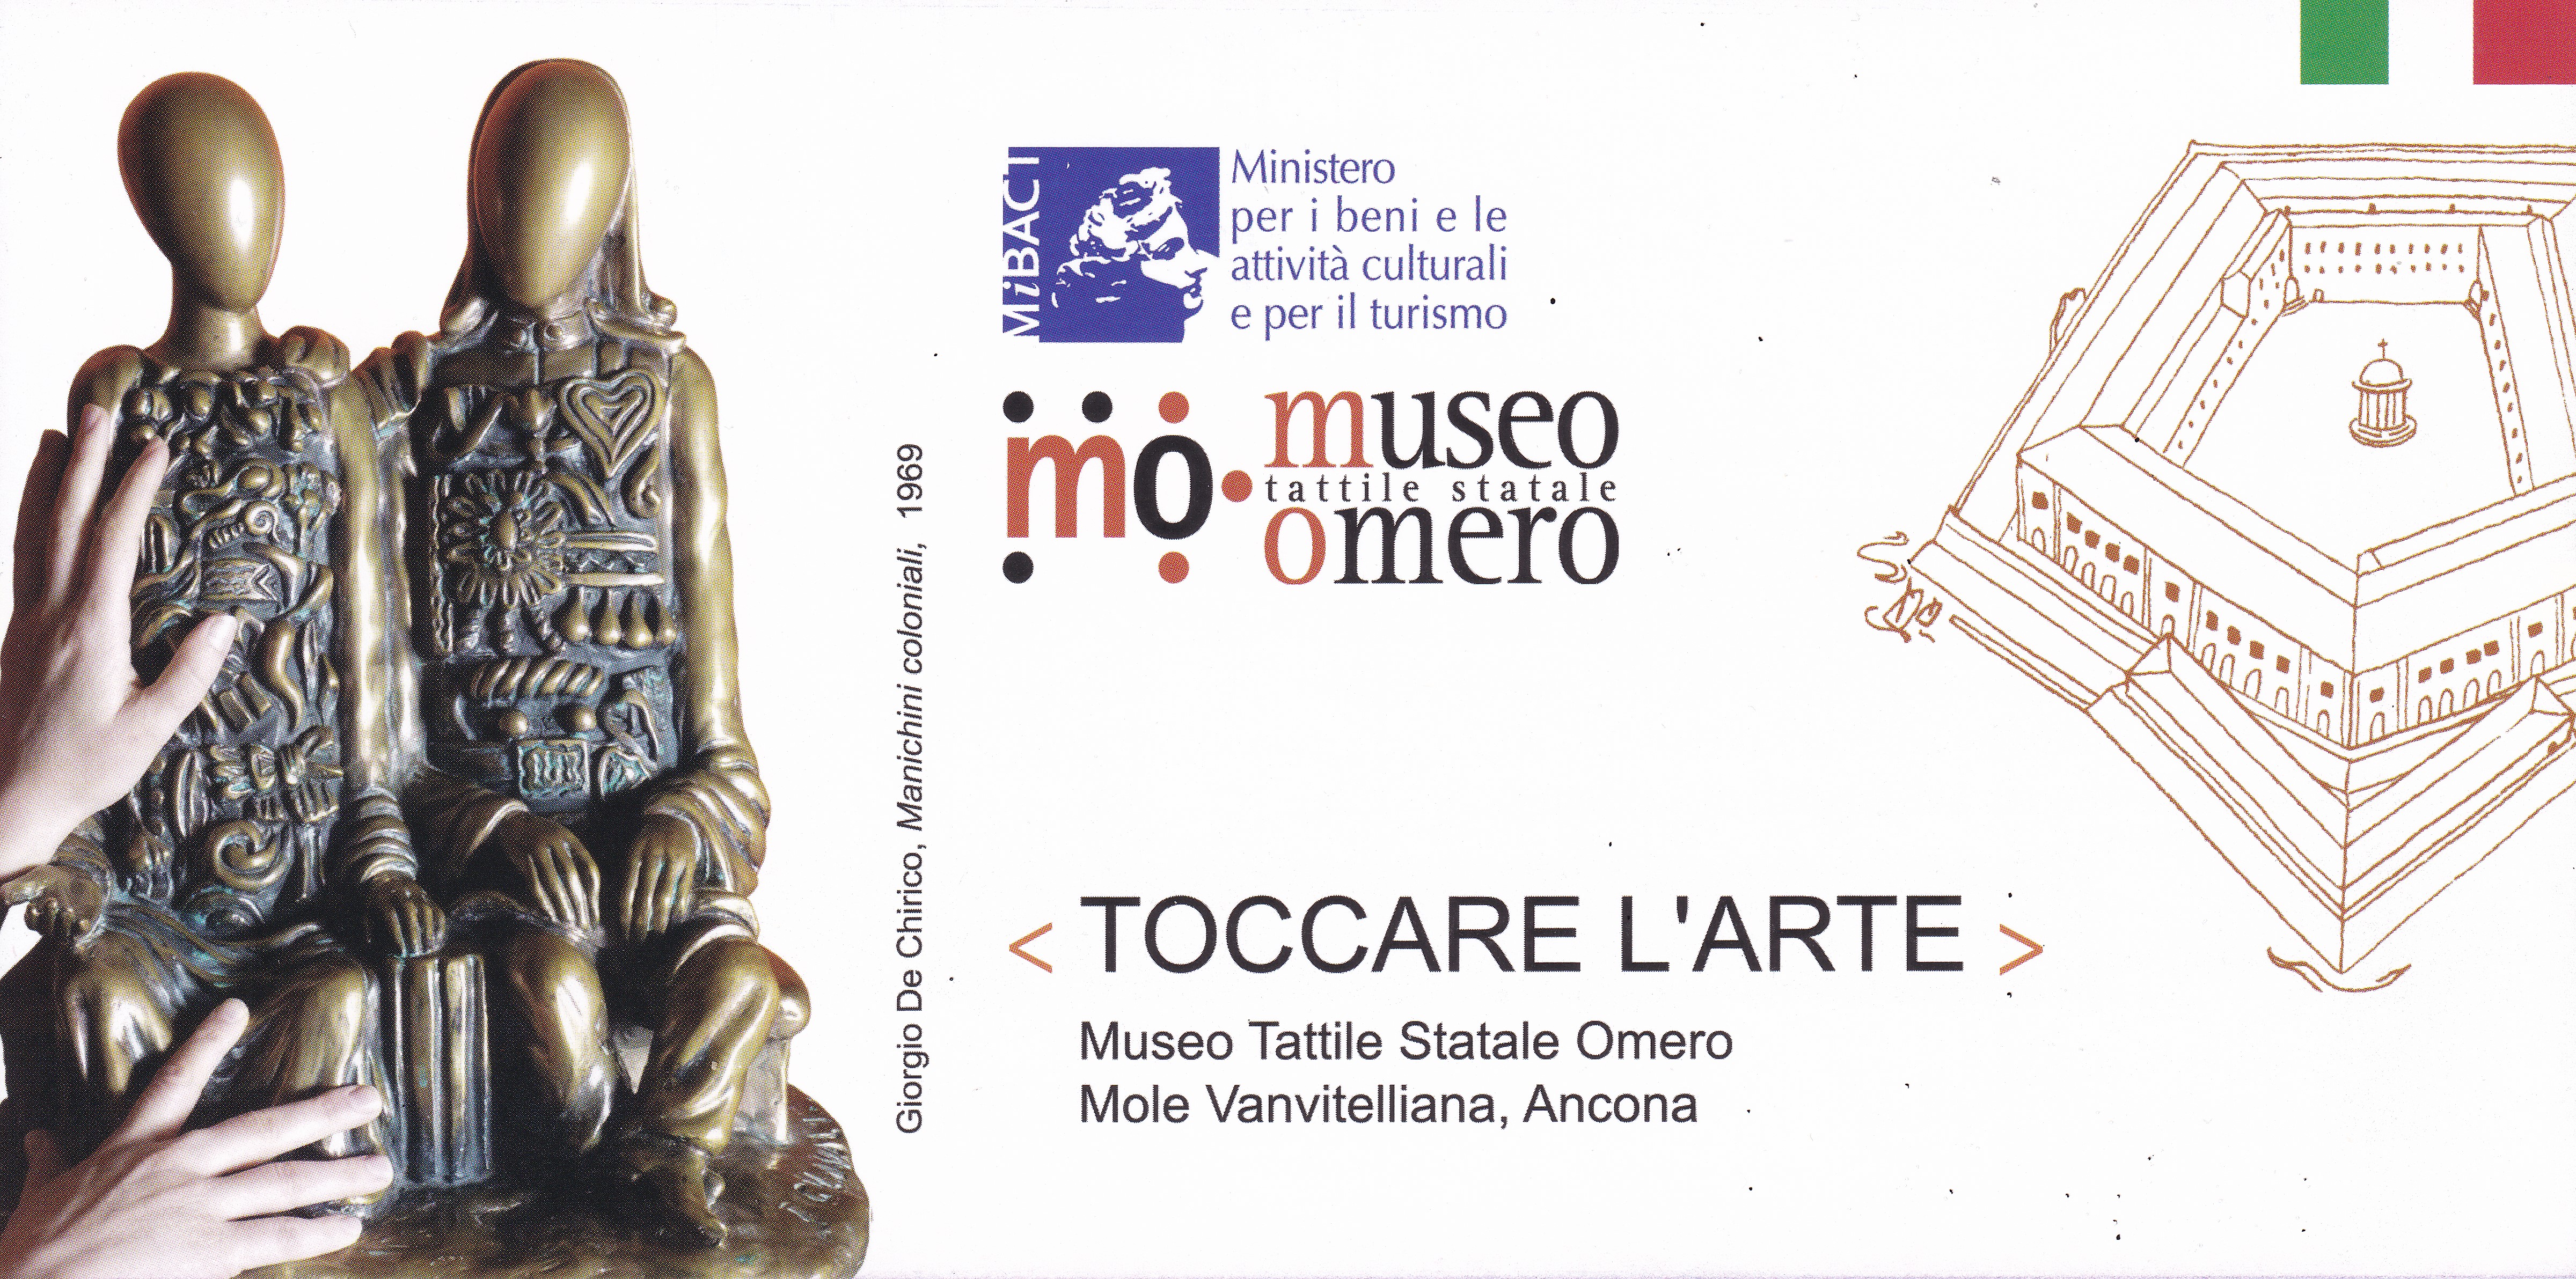 Giorgio De Chirico, Manichini coloniali, 1969
MiBACT
Ministero
per i beni e le
attività culturali
e per il turismo
mo
museo
tattile statale
omero
< TOCCARE L'ARTE >
Museo Tattile Statale Omero
Mole Vanvitelliana, Ancona